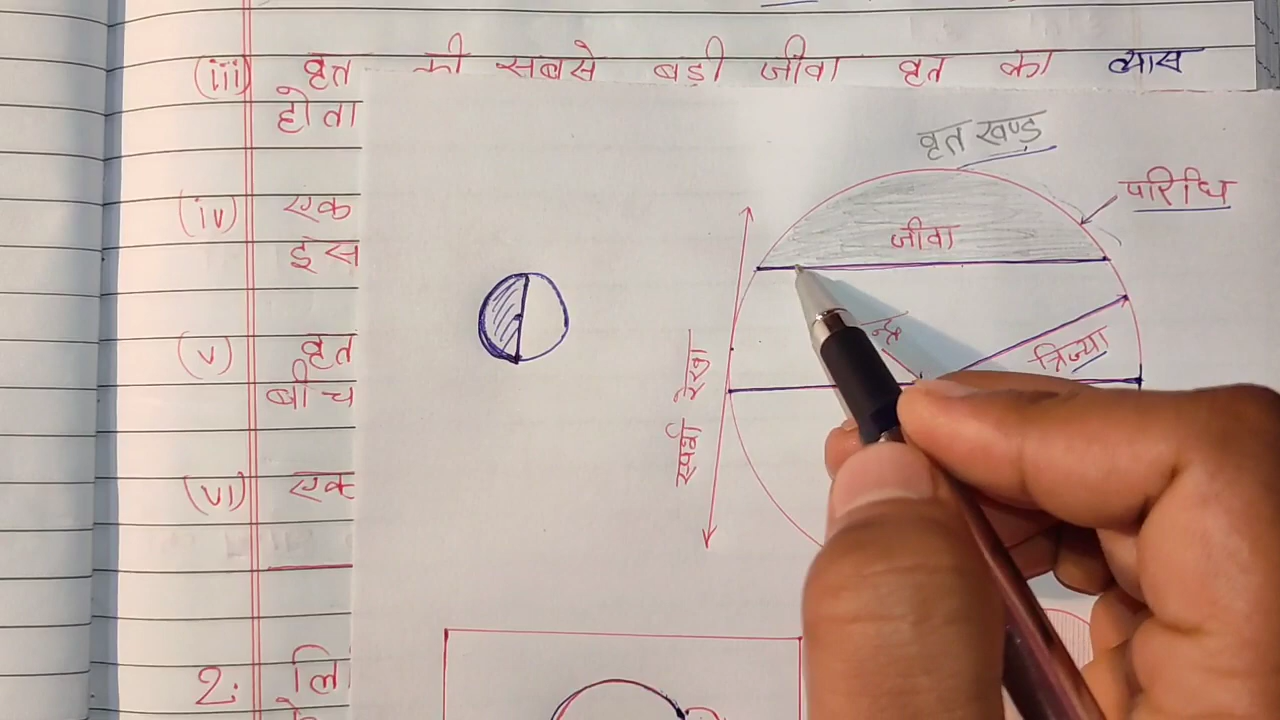 (iii) वृत की सबसे बडी जीवा वृत का व्यास
होता
(iv) एक
इस
(v) वृत
बीच
(vi) एक
2. लि
वृत खण्ड
परिधि
जीवा
त्रिज्या
स्पर्श रेखा